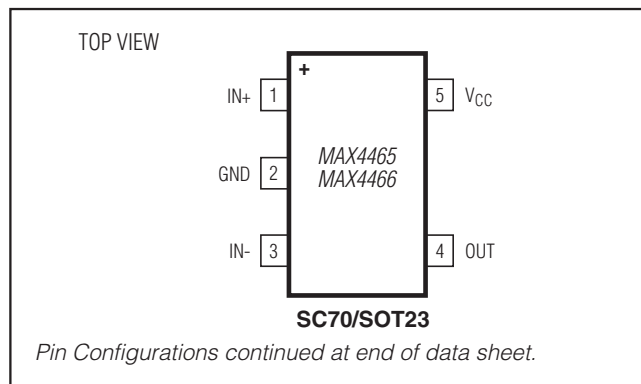 TOP VIEW
+
IN+ 1
5 VCC
MAX4465
MAX4466
GND 2
IN- 3
4 OUT
SC70/SOT23
Pin Configurations continued at end of data sheet.